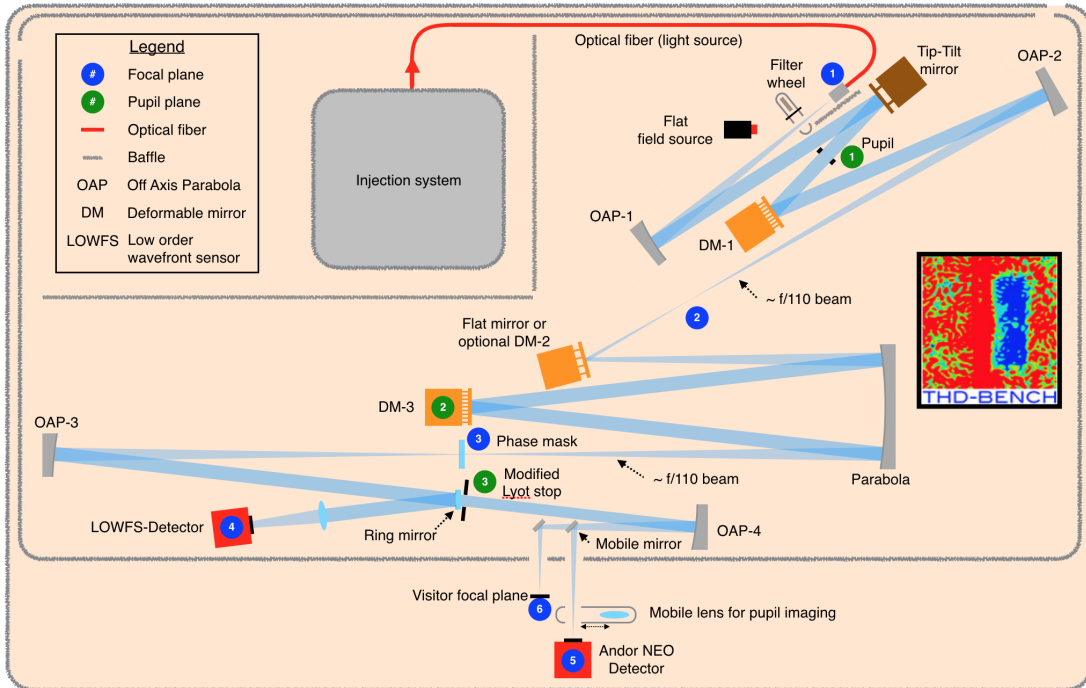 Legend
# Focal plane
# Pupil plane
Optical fiber
Baffle
OAP Off Axis Parabola
DM Deformable mirror
LOWFS Low order
wavefront sensor
Injection system
Optical fiber (light source)
Filter
wheel
1
Tip-Tilt
mirror
OAP-2
Flat
field source
Pupil
1
OAP-1
DM-1
~ f/110 beam
2
Flat mirror or
optional DM-2
THD-BENCH
DM-3
2
OAP-3
3
Phase mask
3
Modified
Lyot stop
~ f/110 beam
Parabola
LOWFS-Detector
4
Ring mirror
Mobile mirror
OAP-4
Visitor focal plane
6
Mobile lens for pupil imaging
5
Andor NEO
Detector